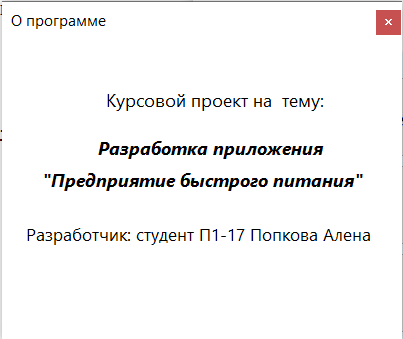 О программе
Курсовой проект на  тему:
Разработка приложения
"Предприятие быстрого питания"
Разработчик: студент П1-17 Попкова Алена